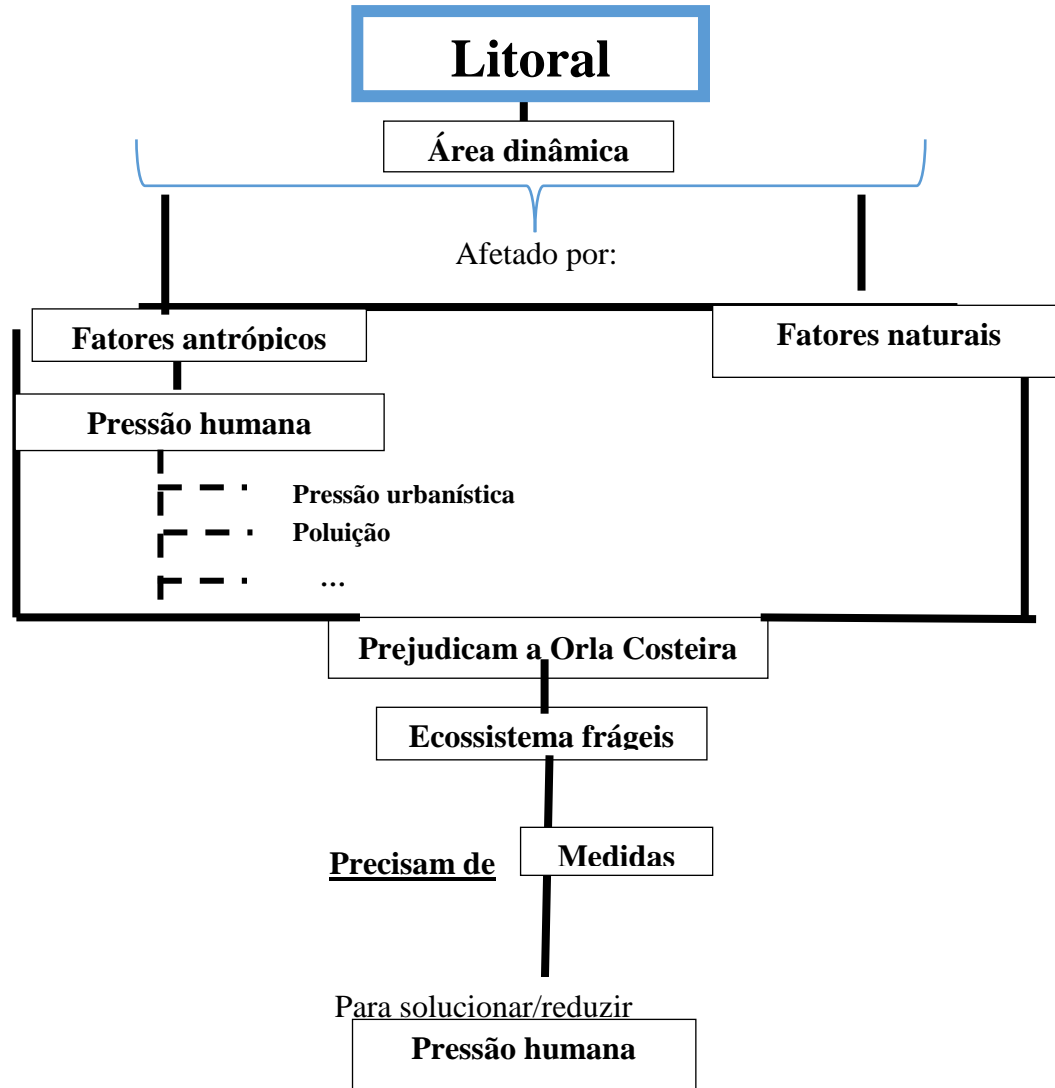 Litoral
Área dinâmica
Afetado por:
Fatores antrópicos
Fatores naturais
Pressão humana
Pressão urbanística
Poluição
...
Prejudicam a Orla Costeira
Ecossistema frágeis
Precisam de
Medidas
Para solucionar/reduzir
Pressão humana